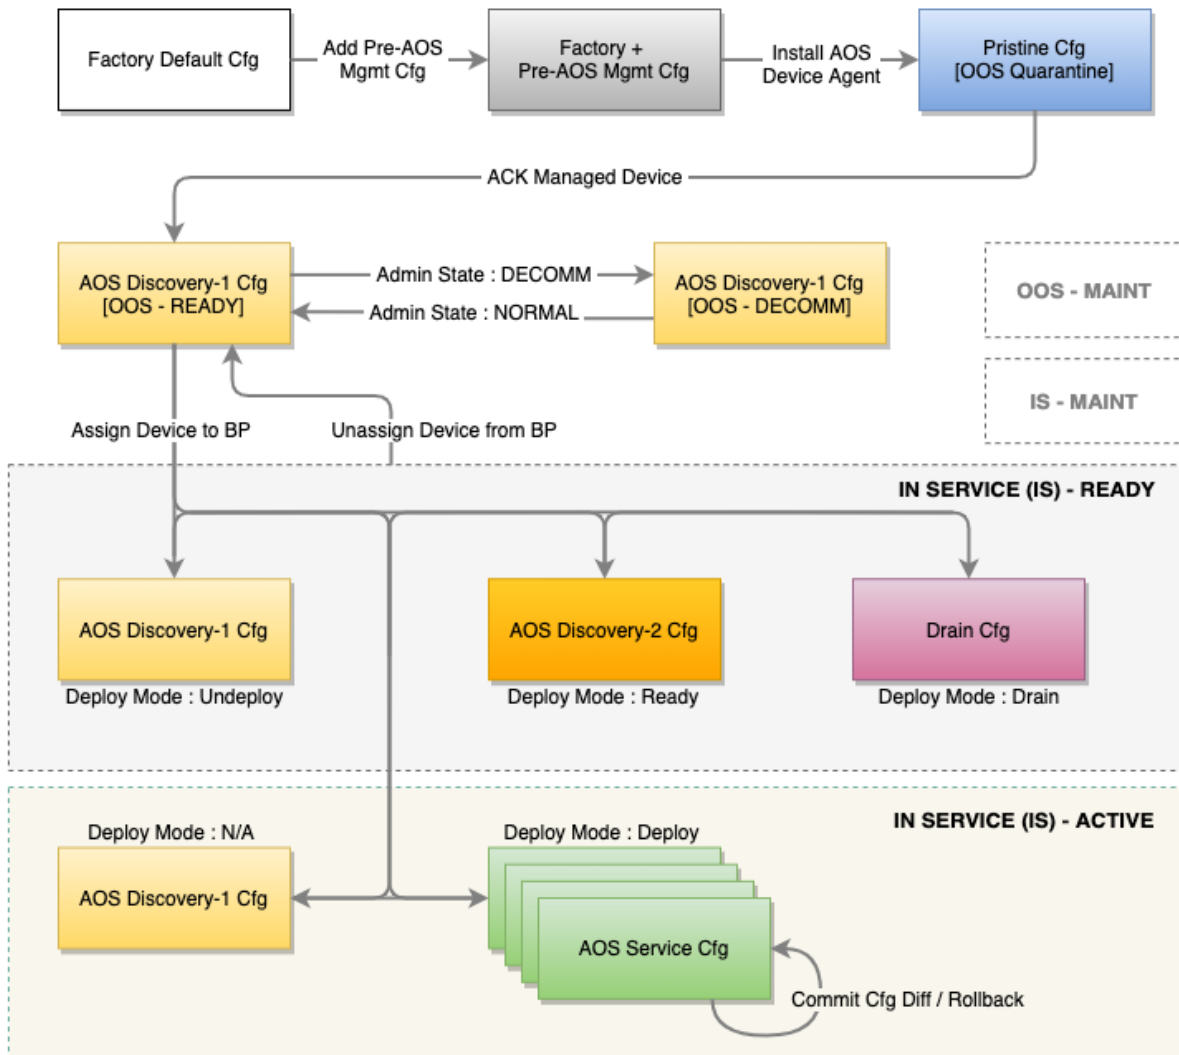 Factory Default Cfg
Add Pre-AOS
Mgmt Cfg
Factory +
Pre-AOS Mgmt Cfg
Install AOS
Device Agent
Pristine Cfg
[OOS Quarantine]
ACK Managed Device
AOS Discovery-1 Cfg
[OOS - READY]
Admin State : DECOMM
Admin State : NORMAL
AOS Discovery-1 Cfg
[OOS - DECOMM]
OOS - MAINT
IS - MAINT
Assign Device to BP
Unassign Device from BP
IN SERVICE (IS) - READY
AOS Discovery-1 Cfg
Deploy Mode : Undeploy
AOS Discovery-2 Cfg
Deploy Mode : Ready
Drain Cfg
Deploy Mode : Drain
IN SERVICE (IS) - ACTIVE
Deploy Mode : N/A
AOS Discovery-1 Cfg
Deploy Mode : Deploy
AOS Service Cfg
Commit Cfg Diff / Rollback